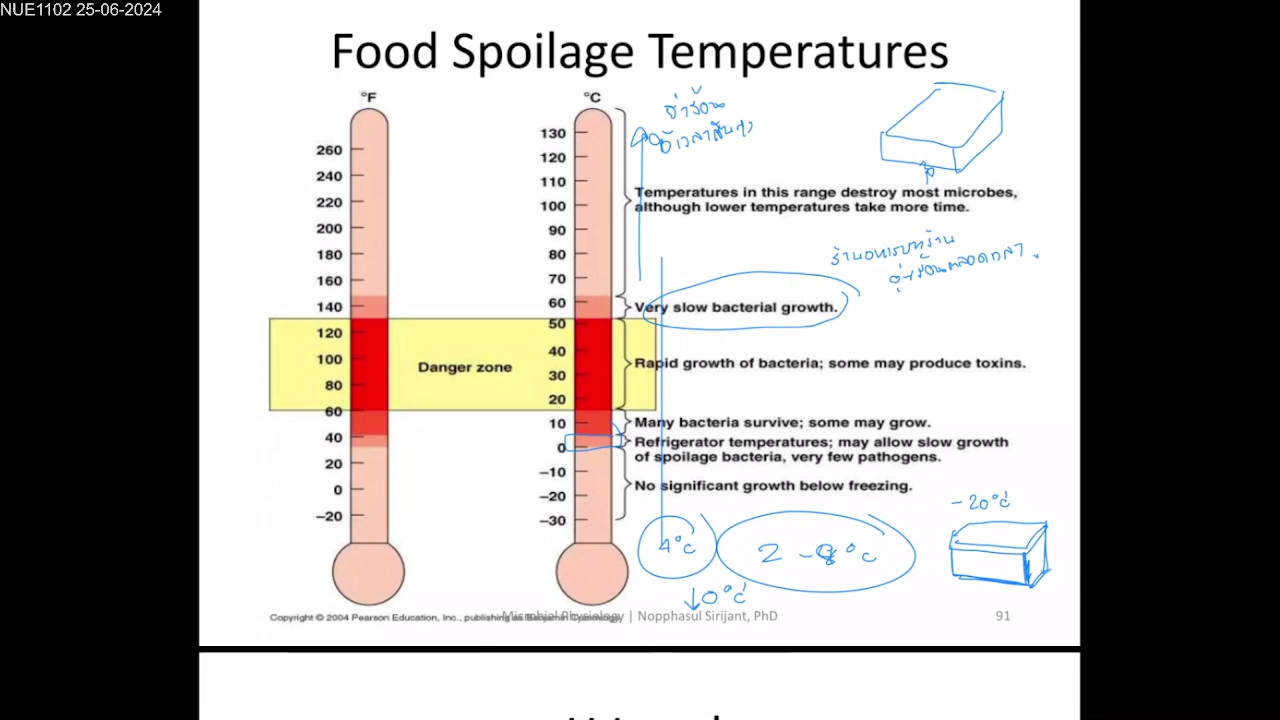 NUE1102 25-06-2024
Food Spoilage Temperatures
°F
°C
260
240
220
200
180
160
140
120
100
80
60
40
20
0
–20
130
120
110
100
90
80
70
60
50
40
30
20
10
0
–10
–20
–30
Temperatures in this range destroy most microbes,
although lower temperatures take more time.
Very slow bacterial growth.
Danger zone
Rapid growth of bacteria; some may produce toxins.
Many bacteria survive; some may grow.
Refrigerator temperatures; may allow slow growth
of spoilage bacteria, very few pathogens.
No significant growth below freezing.
-20°C
4°C
2 - 8°C
↓0°C
Copyright © 2004 Pearson Education, Inc., publishing as Benjamin Cummings
Microbial Physiology | Nopphasul Sirijant, PhD
91